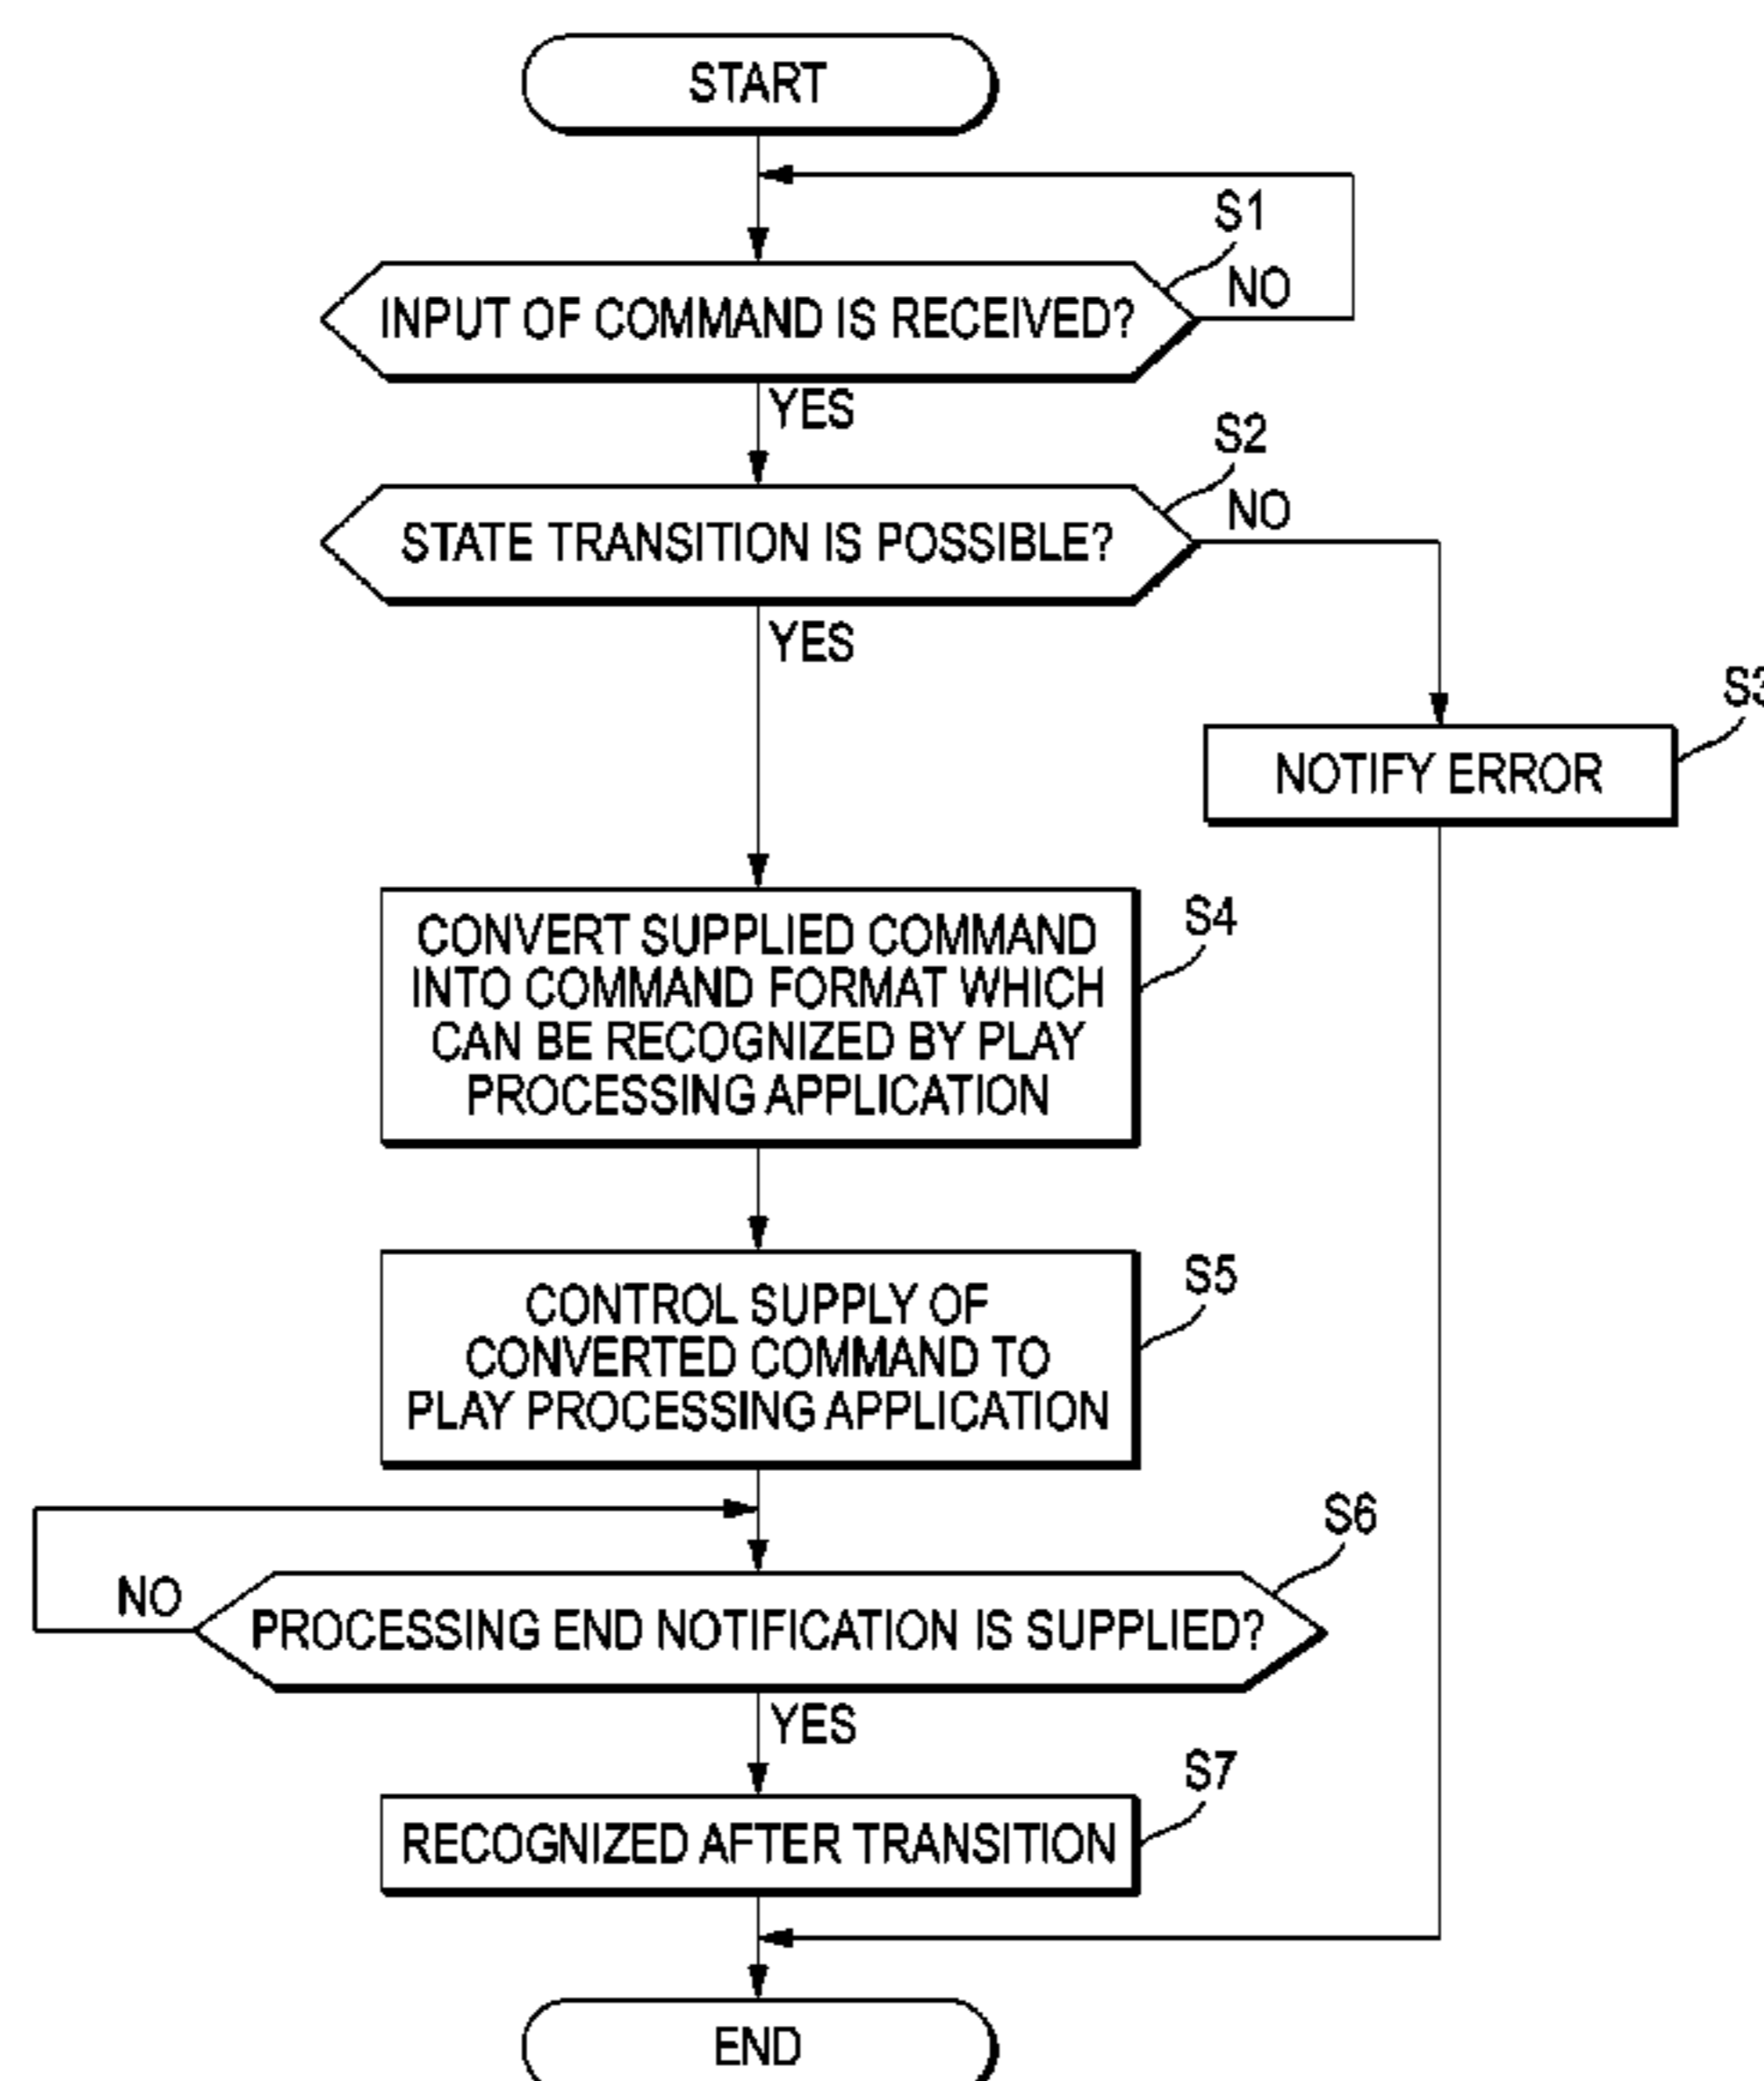 START
S1
INPUT OF COMMAND IS RECEIVED?
NO
YES
S2
STATE TRANSITION IS POSSIBLE?
NO
YES
S3
NOTIFY ERROR
CONVERT SUPPLIED COMMAND
INTO COMMAND FORMAT WHICH
CAN BE RECOGNIZED BY PLAY
PROCESSING APPLICATION
S4
CONTROL SUPPLY OF
CONVERTED COMMAND TO
PLAY PROCESSING APPLICATION
S5
S6
NO
PROCESSING END NOTIFICATION IS SUPPLIED?
YES
S7
RECOGNIZED AFTER TRANSITION
END